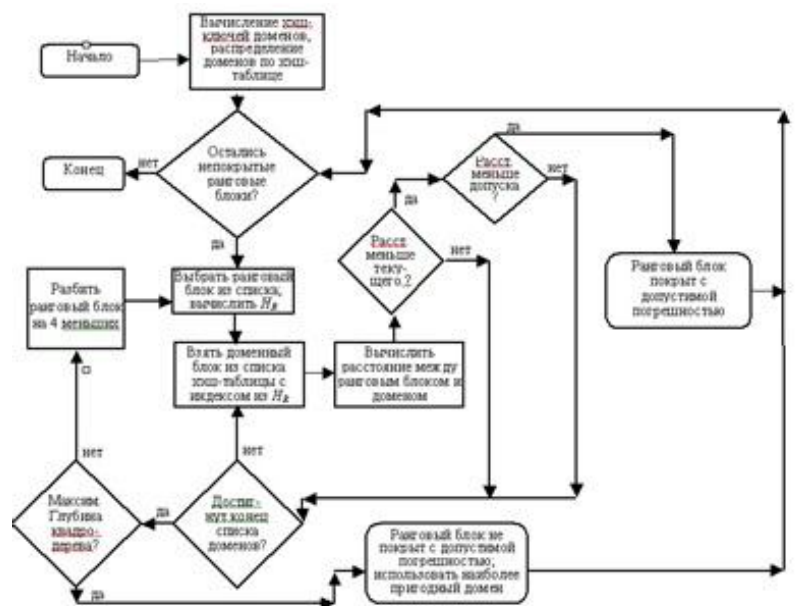 Начало
Вычисление хэш-
ключей доменов,
распределение
доменов по хэш-
таблице
Остались
непокрытые
ранговые
блоки?
нет
Конец
да
Выбрать ранговый
блок из списка,
вычислить H_R
Разбить
ранговый блок
на 4 меньших
Взять доменный
блок из списка
хэш-таблицы с
индексом из H_R
Вычислить
расстояние между
ранговым блоком и
доменом
Расст.
меньше
теку-
щего ?
да
нет
Расст.
меньше
допуска
?
да
нет
Ранговый блок
покрыт с
допустимой
погрешностью
нет
нет
Достиг-
нут конец
списка
доменов?
да
Максим.
Глубина
квадро-
дерева?
да
Ранговый блок не
покрыт с допустимой
погрешностью;
использовать наиболее
пригодный домен